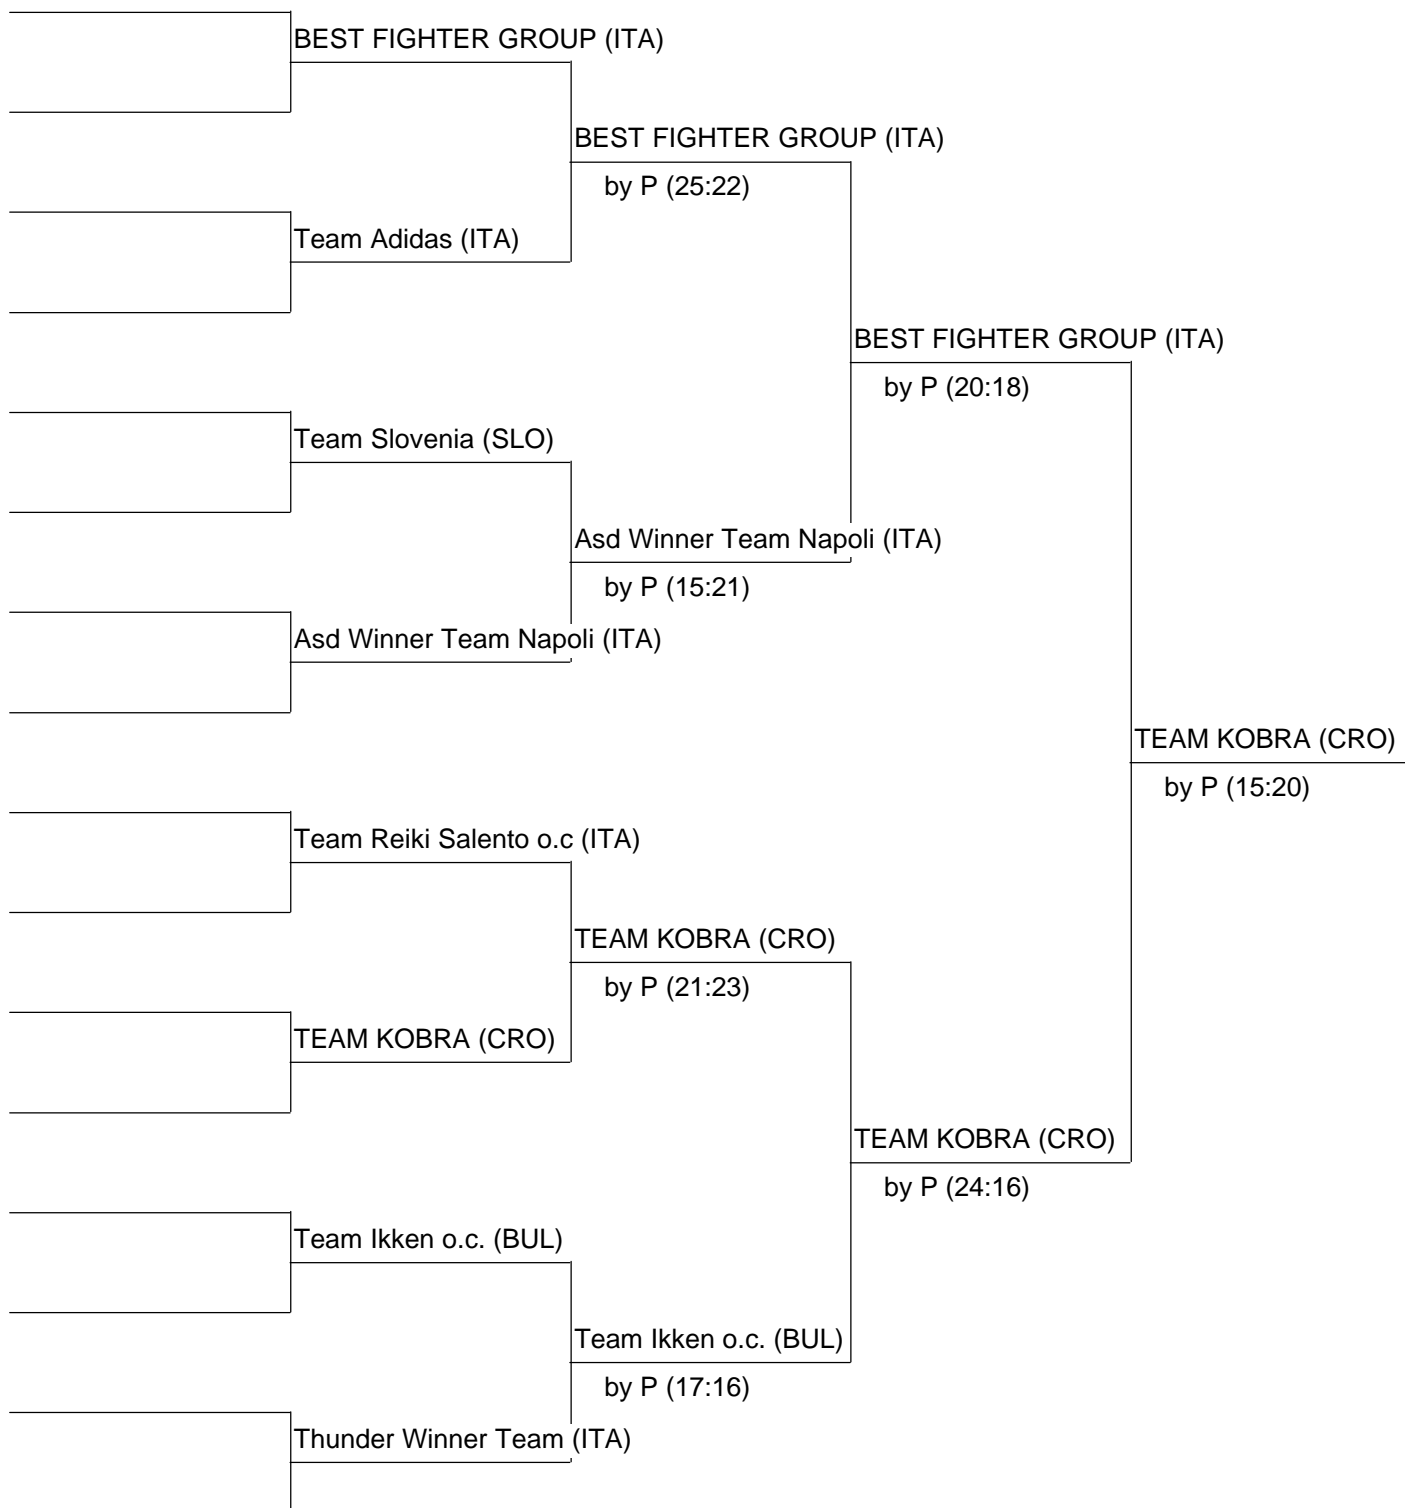 BEST FIGHTER GROUP (ITA)
BEST FIGHTER GROUP (ITA)
by P (25:22)
Team Adidas (ITA)
BEST FIGHTER GROUP (ITA)
by P (20:18)
Team Slovenia (SLO)
Asd Winner Team Napoli (ITA)
by P (15:21)
Asd Winner Team Napoli (ITA)
TEAM KOBRA (CRO)
by P (15:20)
Team Reiki Salento o.c (ITA)
TEAM KOBRA (CRO)
by P (21:23)
TEAM KOBRA (CRO)
TEAM KOBRA (CRO)
by P (24:16)
Team Ikken o.c. (BUL)
Team Ikken o.c. (BUL)
by P (17:16)
Thunder Winner Team (ITA)